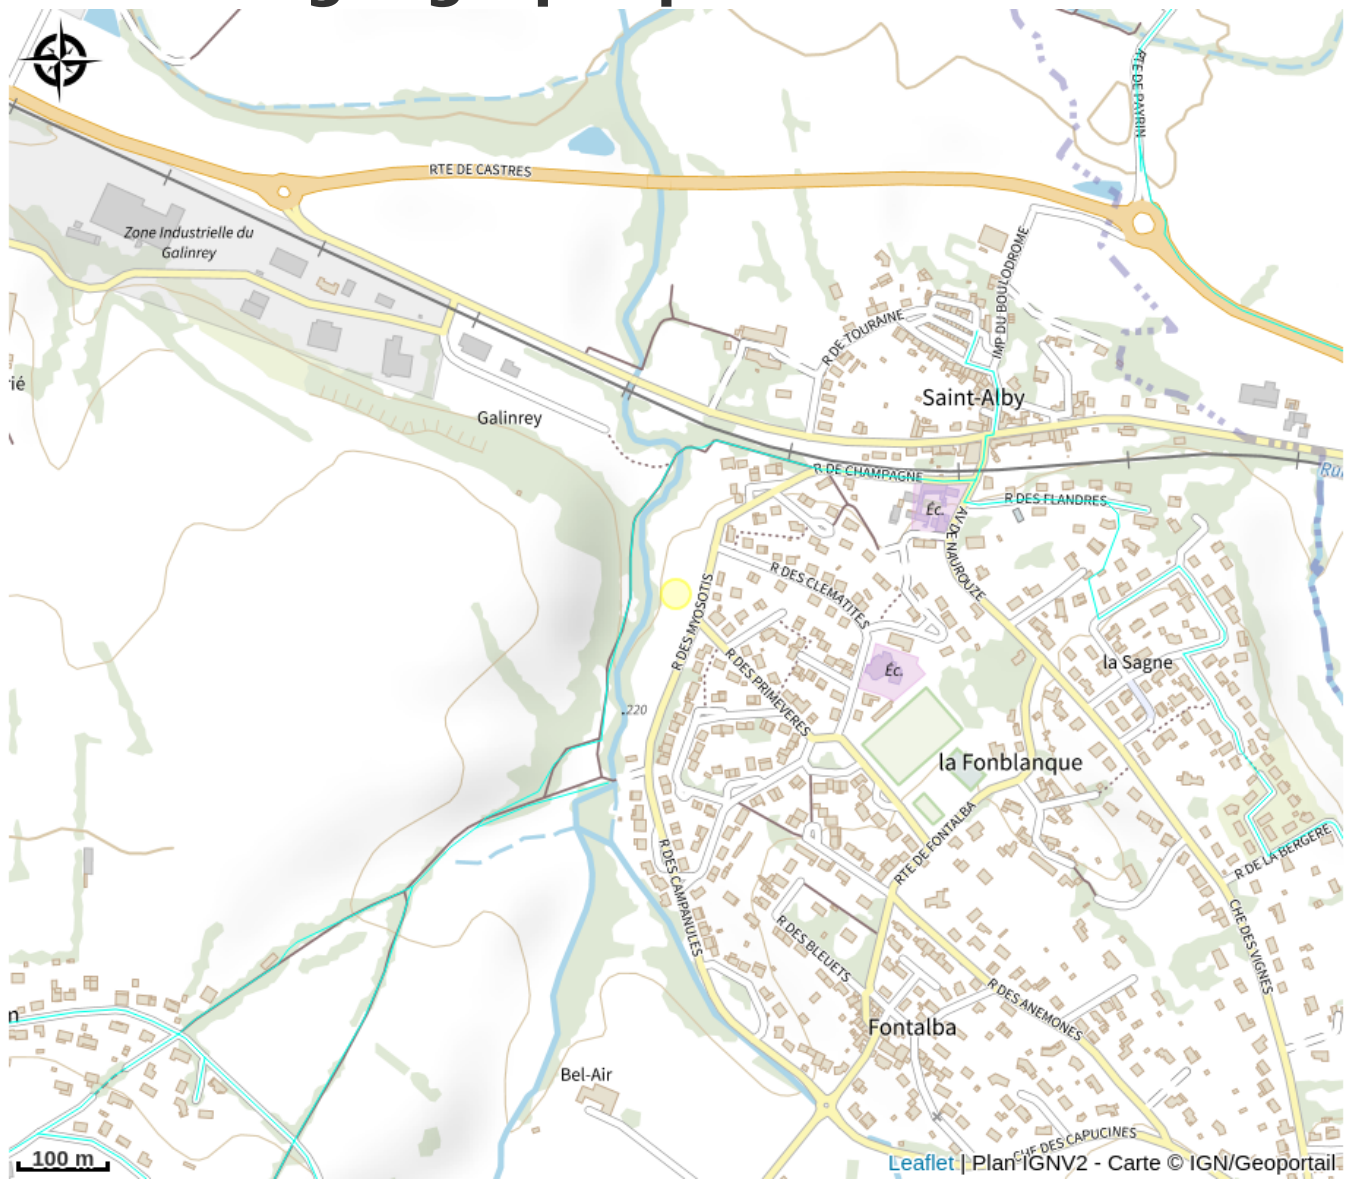 RTE DE PAYRIN
RTE DE CASTRES
Zone Industrielle du
Galinrey
IMP DU BOULODROME
R DE TOURAINE
rié
Saint-Alby
Galinrey
R DE CHAMPAGNE
Éc.
R DES FLANDRES
AV DE NAUROUZE
R DES CLEMATITES
R DES MYOSOTIS
R DES PRIMEVERES
Éc.
la Sagne
220
la Fonblanque
RTE DE FONTALBA
R DE LA BERGERE
R DES CAMPANULES
CHE DES VIGNES
R DES BLEUETS
R DES ANEMONES
n
Fontalba
Bel-Air
CHE DES CAPUCINES
100 m
Leaflet | Plan IGNV2 - Carte © IGN/Geoportail